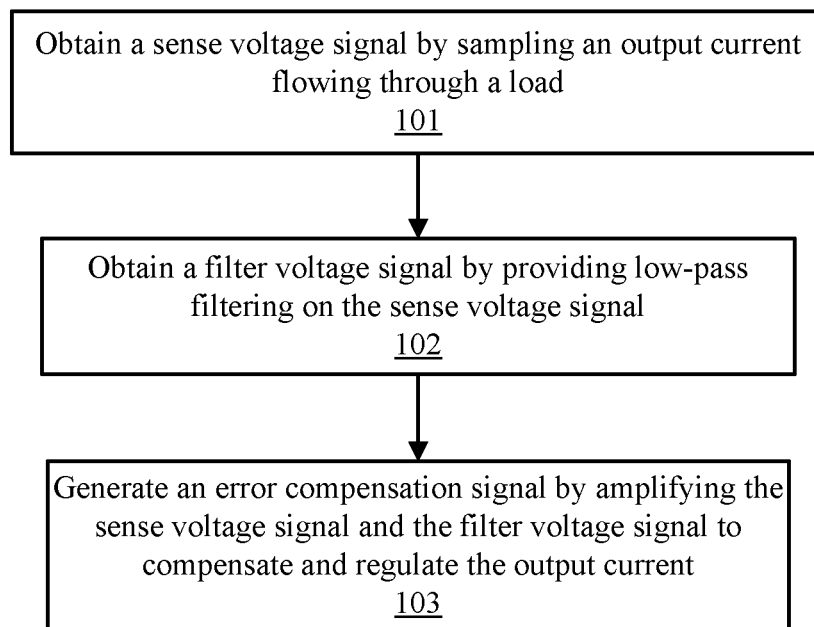 Obtain a sense voltage signal by sampling an output current
flowing through a load
101
Obtain a filter voltage signal by providing low-pass
filtering on the sense voltage signal
102
Generate an error compensation signal by amplifying the
sense voltage signal and the filter voltage signal to
compensate and regulate the output current
103